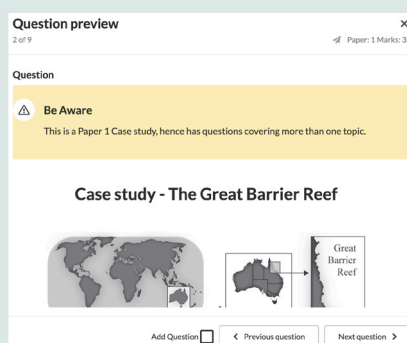 Question preview
2 of 9
Paper: 1 Marks: 3
Question
Be Aware
This is a Paper 1 Case study, hence has questions covering more than one topic.
Case study - The Great Barrier Reef
Great
Barrier
Reef
Add Question
Previous question
Next question